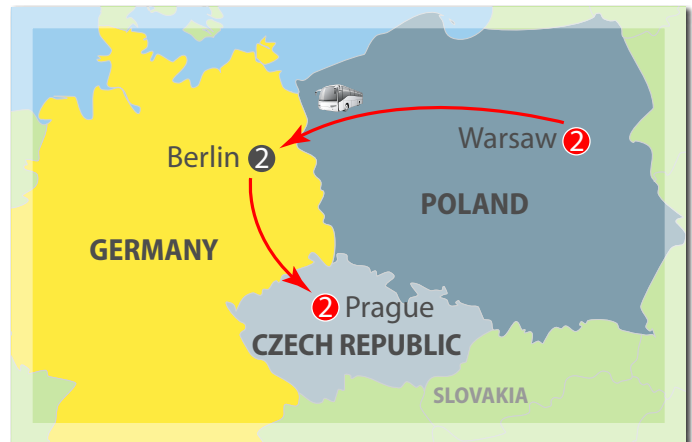 Warsaw 2
Berlin 2
POLAND
GERMANY
2 Prague
CZECH REPUBLIC
SLOVAKIA